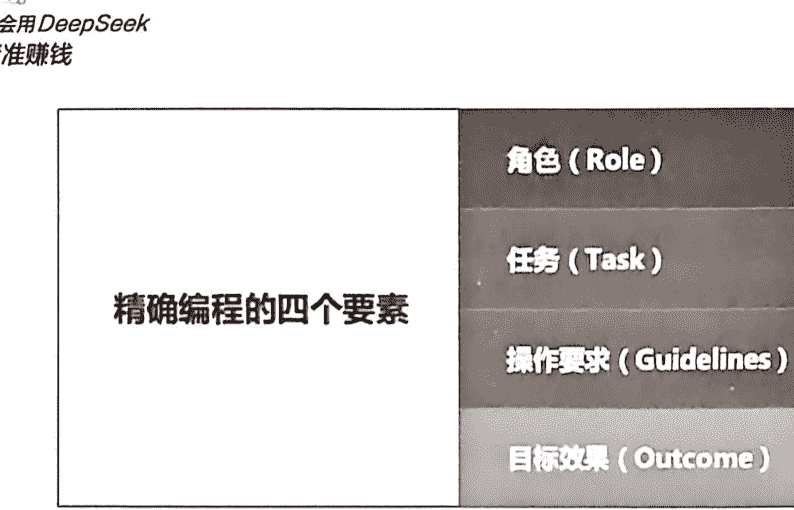 会用DeepSeek
准赚钱
精确编程的四个要素
角色（Role）
任务（Task）
操作要求（Guidelines）
目标效果（Outcome）